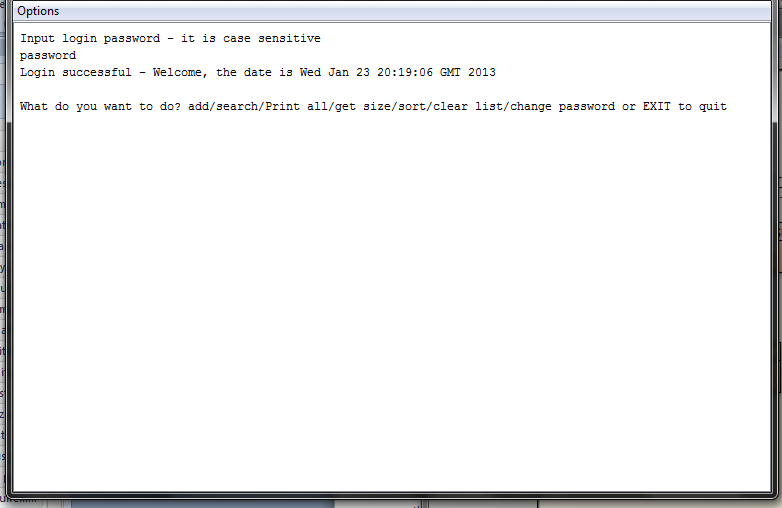 Options
Input login password - it is case sensitive
password
Login successful - Welcome, the date is Wed Jan 23 20:19:06 GMT 2013
What do you want to do? add/search/Print all/get size/sort/clear list/change password or EXIT to quit